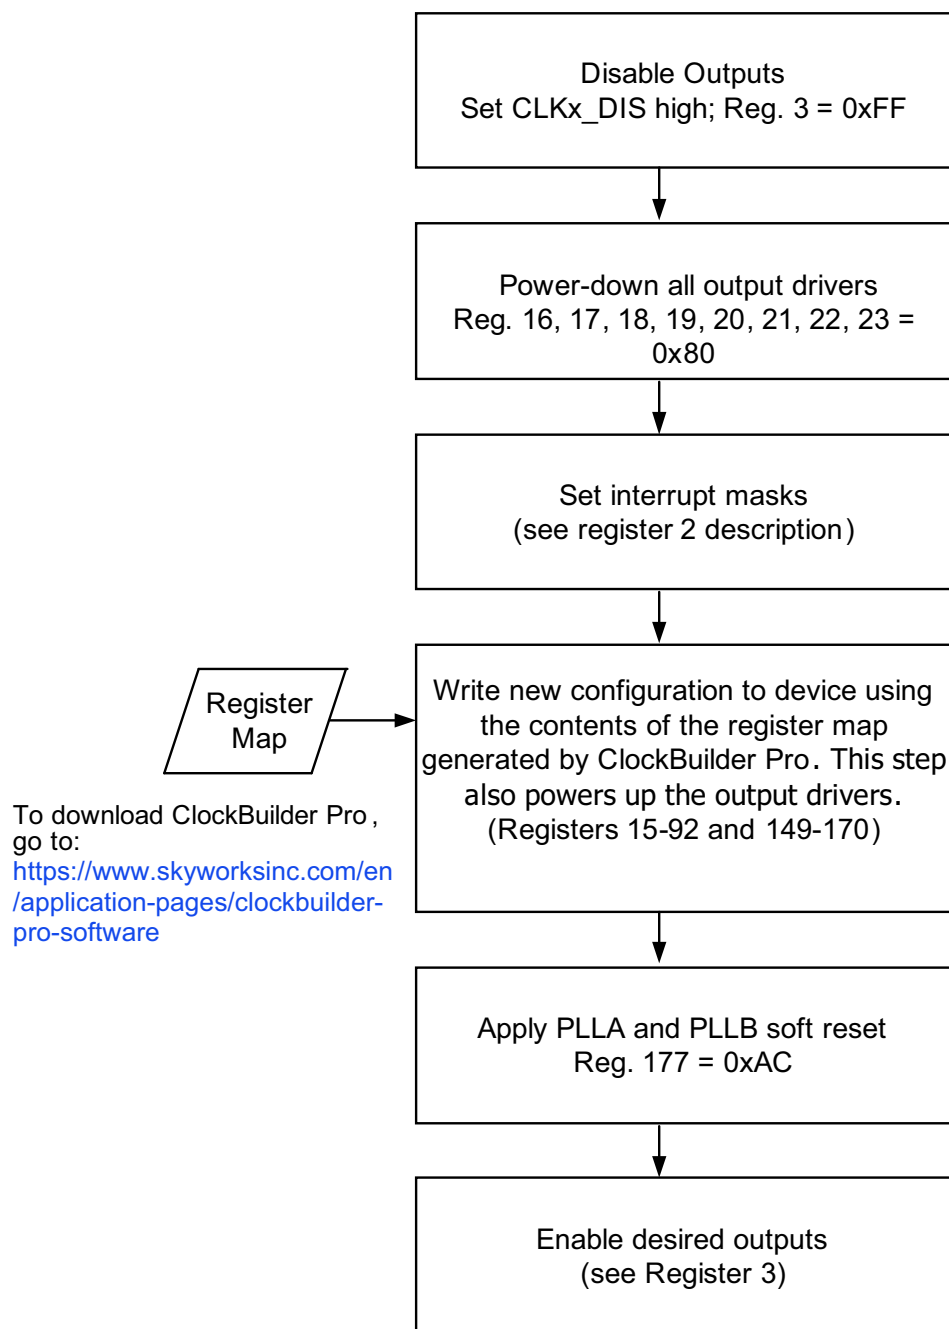 Disable Outputs
Set CLKx_DIS high; Reg. 3 = 0xFF
Power-down all output drivers
Reg. 16, 17, 18, 19, 20, 21, 22, 23 =
0x80
Set interrupt masks
(see register 2 description)
Register
Map
Write new configuration to device using
the contents of the register map
generated by ClockBuilder Pro. This step
also powers up the output drivers.
(Registers 15-92 and 149-170)
To download ClockBuilder Pro,
go to:
https://www.skyworksinc.com/en
/application-pages/clockbuilder-
pro-software
Apply PLLA and PLLB soft reset
Reg. 177 = 0xAC
Enable desired outputs
(see Register 3)